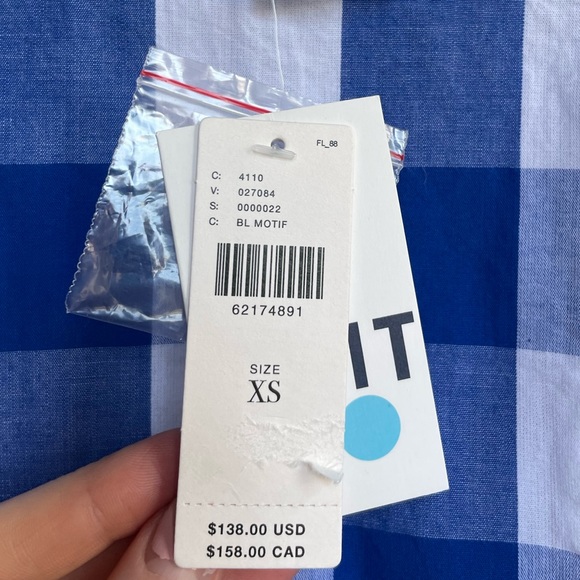 FL_88
C: 4110
V: 027084
S: 0000022
C: BL MOTIF
62174891
IT
SIZE
XS
$138.00 USD
$158.00 CAD